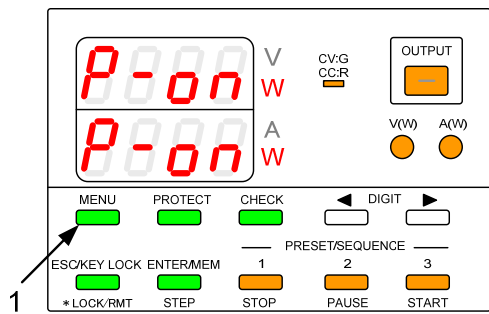 P-on V W
CV:G
CC:R
OUTPUT
P-on A W
V(W) A(W)
MENU PROTECT CHECK ◄ DIGIT ►
PRESET/SEQUENCE
ESC/KEY LOCK ENTER/MEM 1 2 3
1 *LOCK/RMT STEP STOP PAUSE START